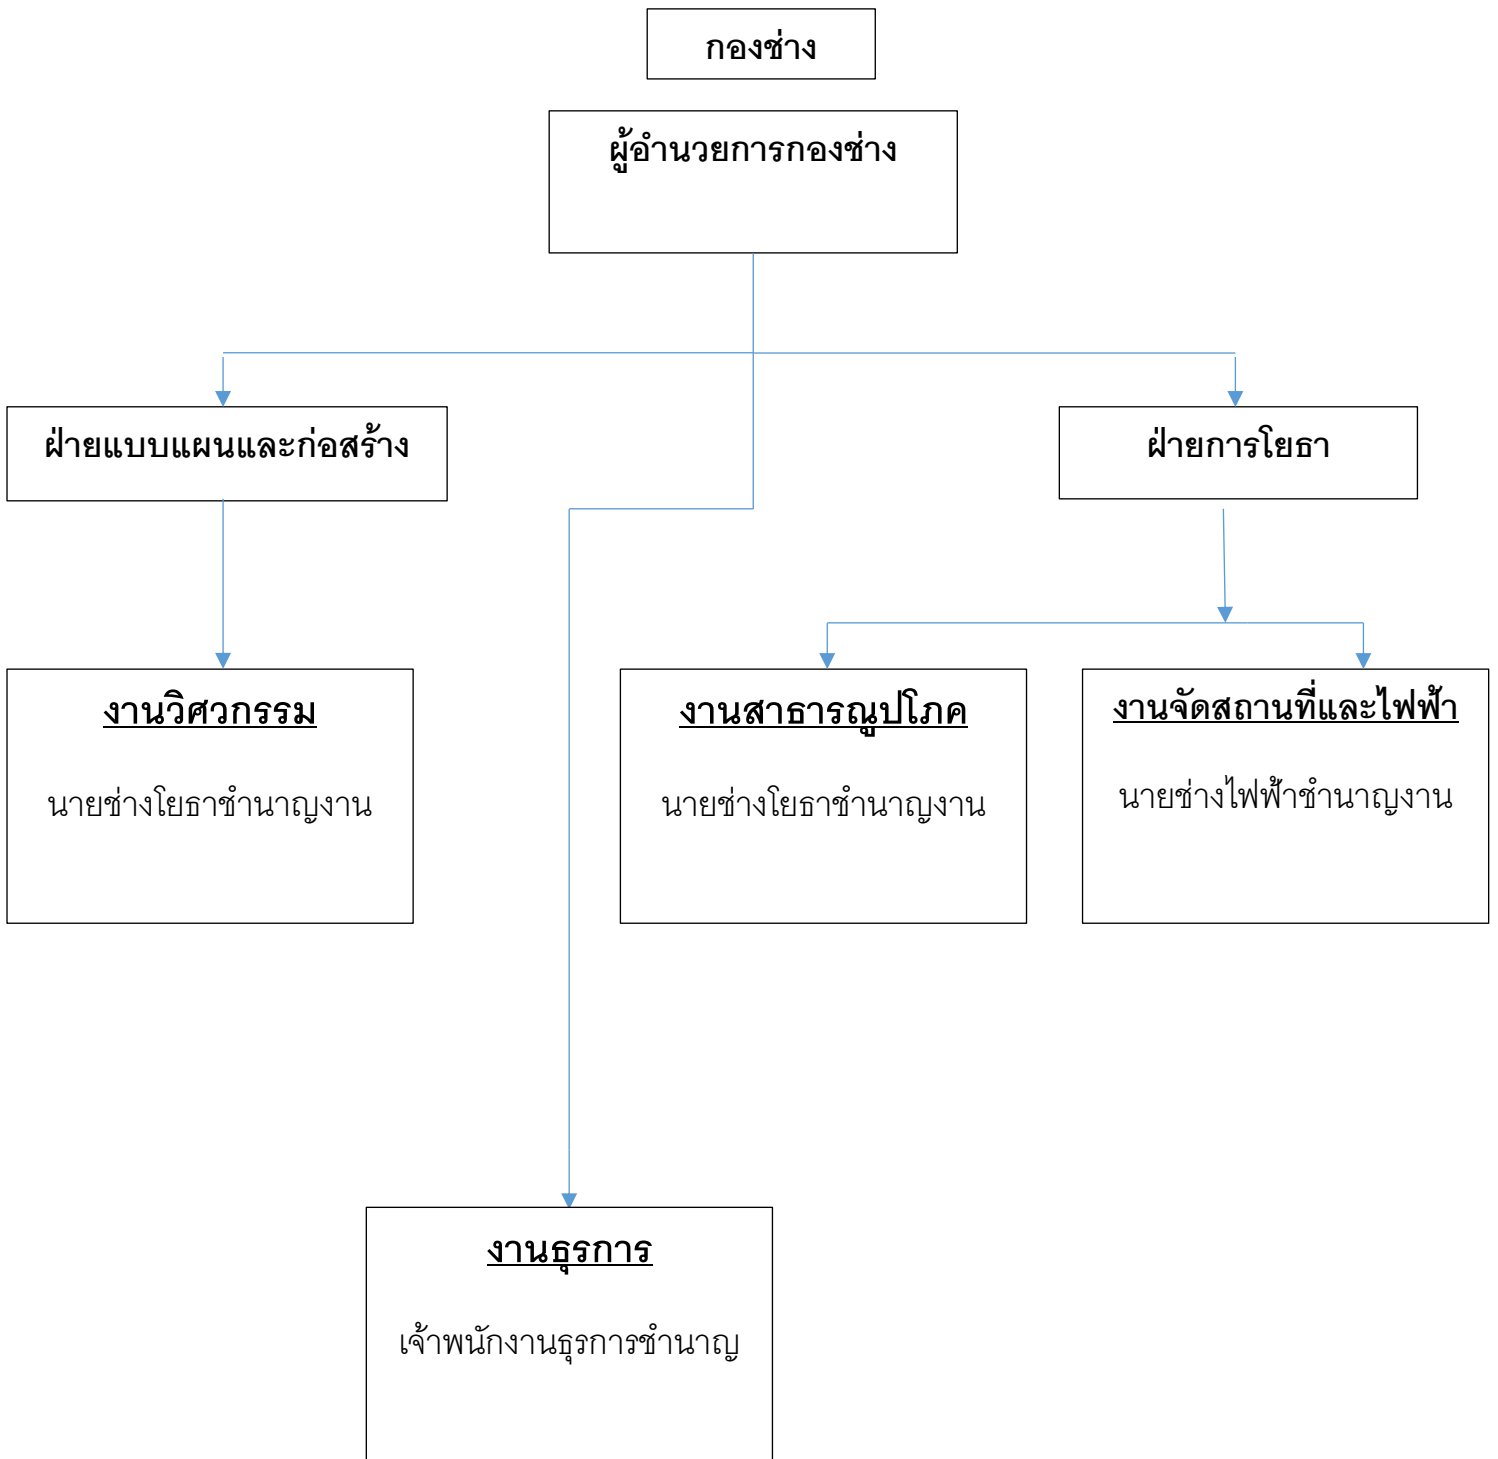 กองช่าง
ผู้อำนวยการกองช่าง
ฝ่ายแบบแผนและก่อสร้าง
ฝ่ายการโยธา
งานวิศวกรรม
นายช่างโยธาชำนาญงาน
งานสาธารณูปโภค
นายช่างโยธาชำนาญงาน
งานจัดสถานที่และไฟฟ้า
นายช่างไฟฟ้าชำนาญงาน
งานธุรการ
เจ้าพนักงานธุรการชำนาญ